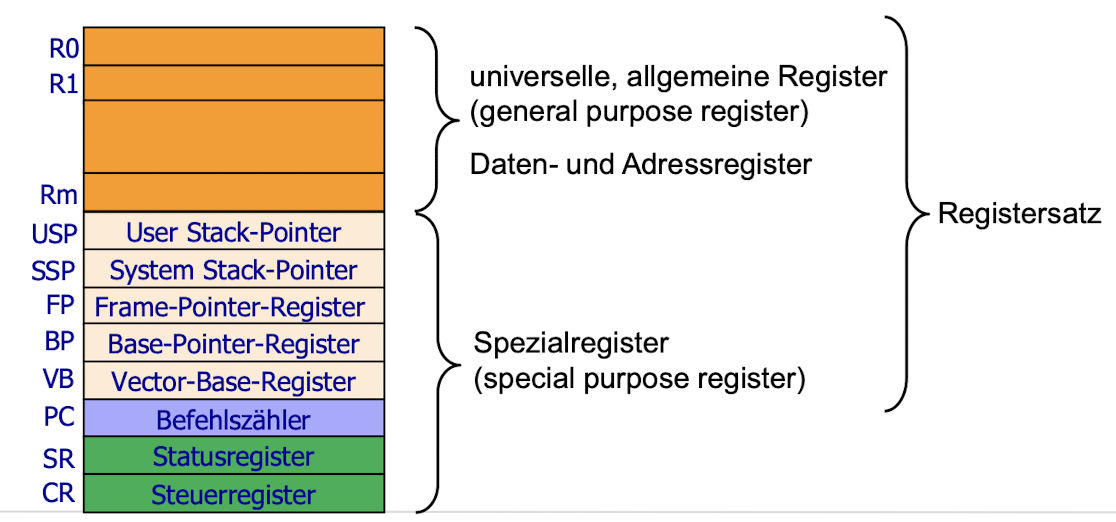 R0
R1
Rm
USP User Stack-Pointer
SSP System Stack-Pointer
FP Frame-Pointer-Register
BP Base-Pointer-Register
VB Vector-Base-Register
PC Befehlszähler
SR Statusregister
CR Steuerregister
universelle, allgemeine Register
(general purpose register)
Daten- und Adressregister
Spezialregister
(special purpose register)
Registersatz